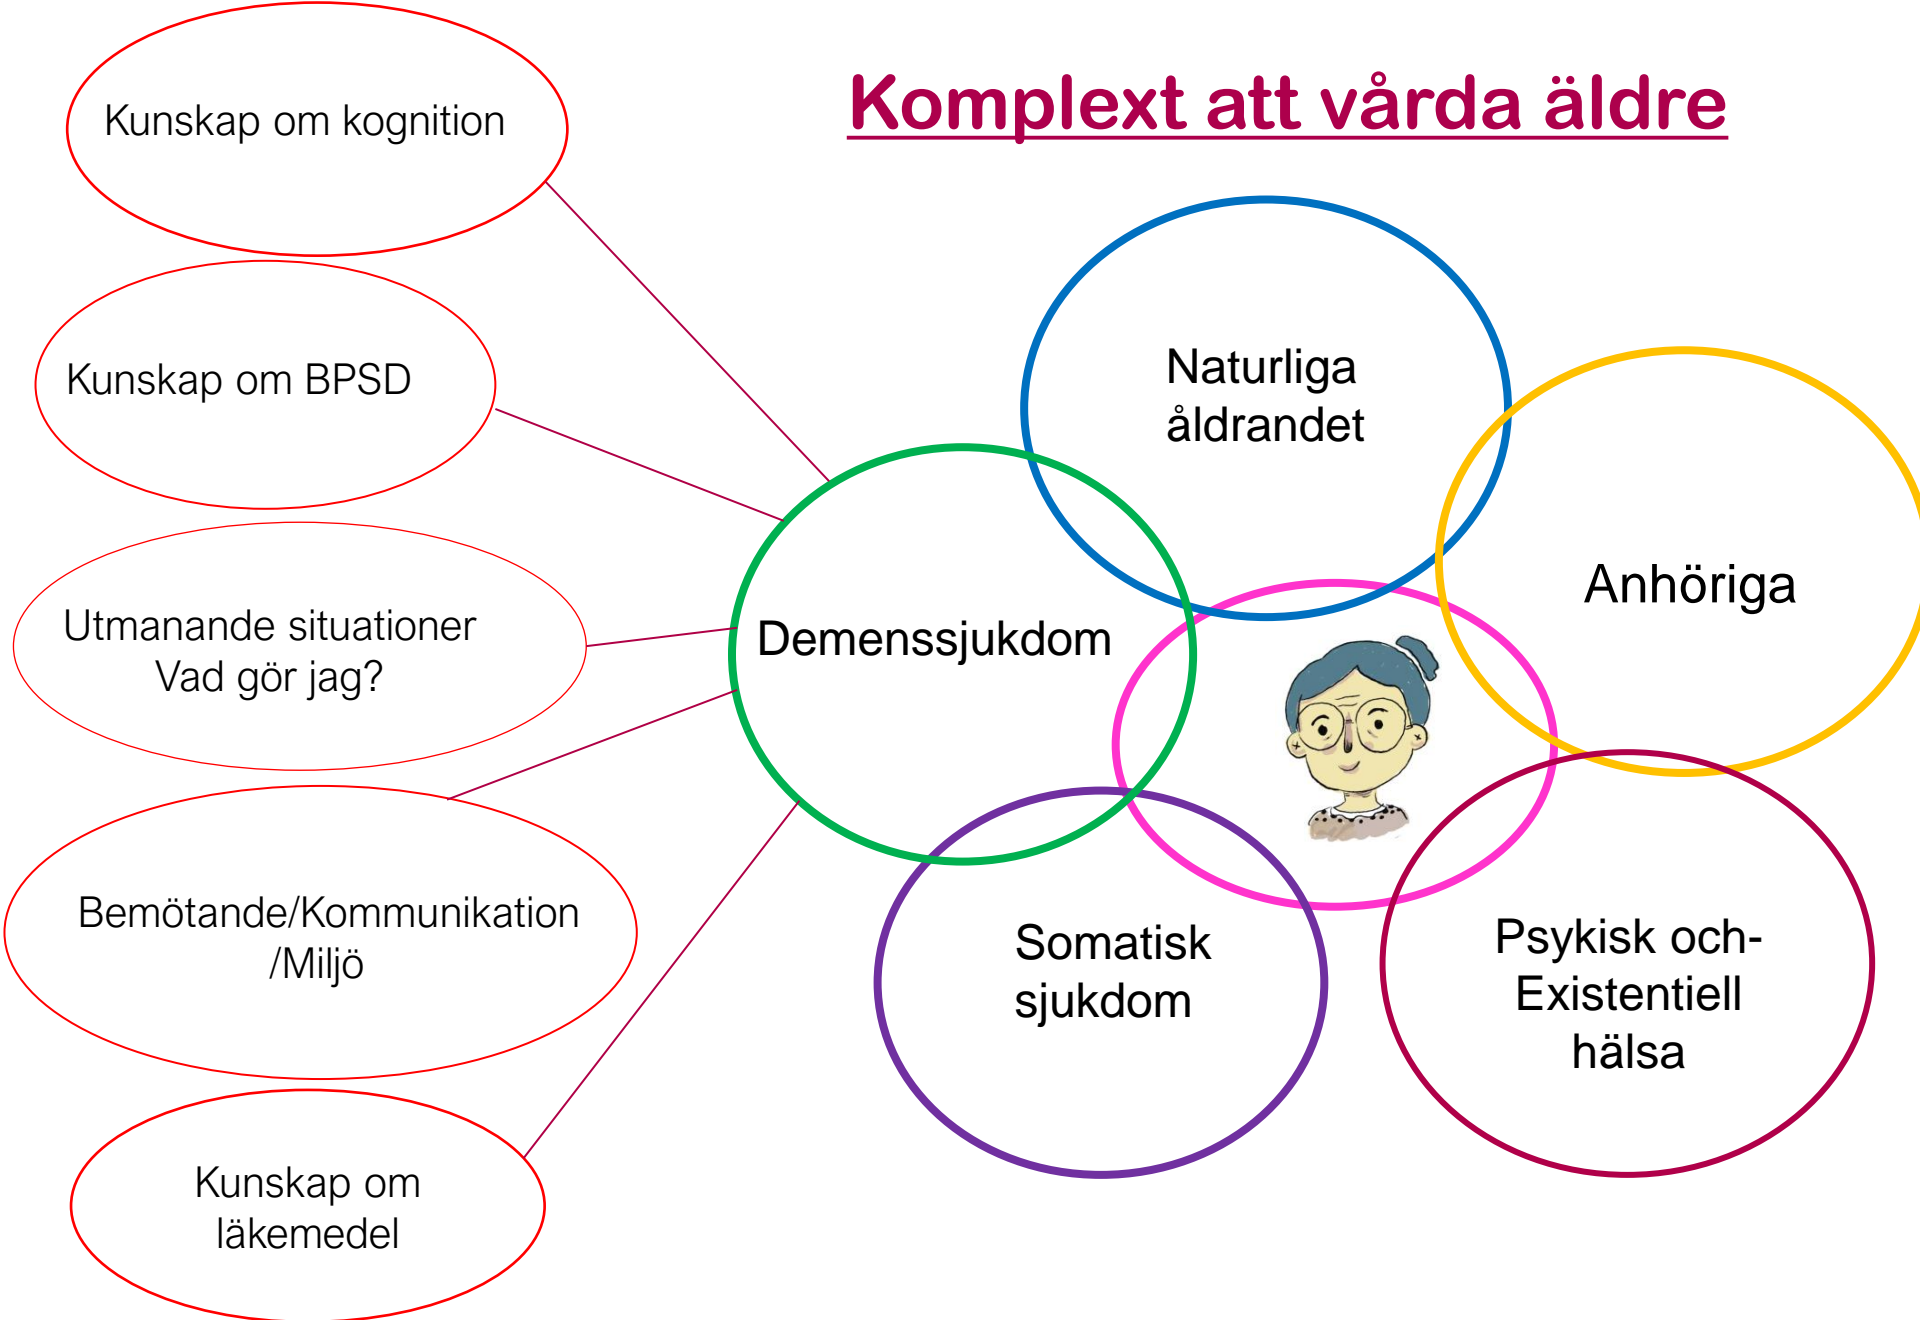 Komplext att vårda äldre
Kunskap om kognition
Kunskap om BPSD
Utmanande situationer
Vad gör jag?
Bemötande/Kommunikation
/Miljö
Kunskap om
läkemedel
Demenssjukdom
Naturliga
åldrandet
Anhöriga
Somatisk
sjukdom
Psykisk och-
Existentiell
hälsa